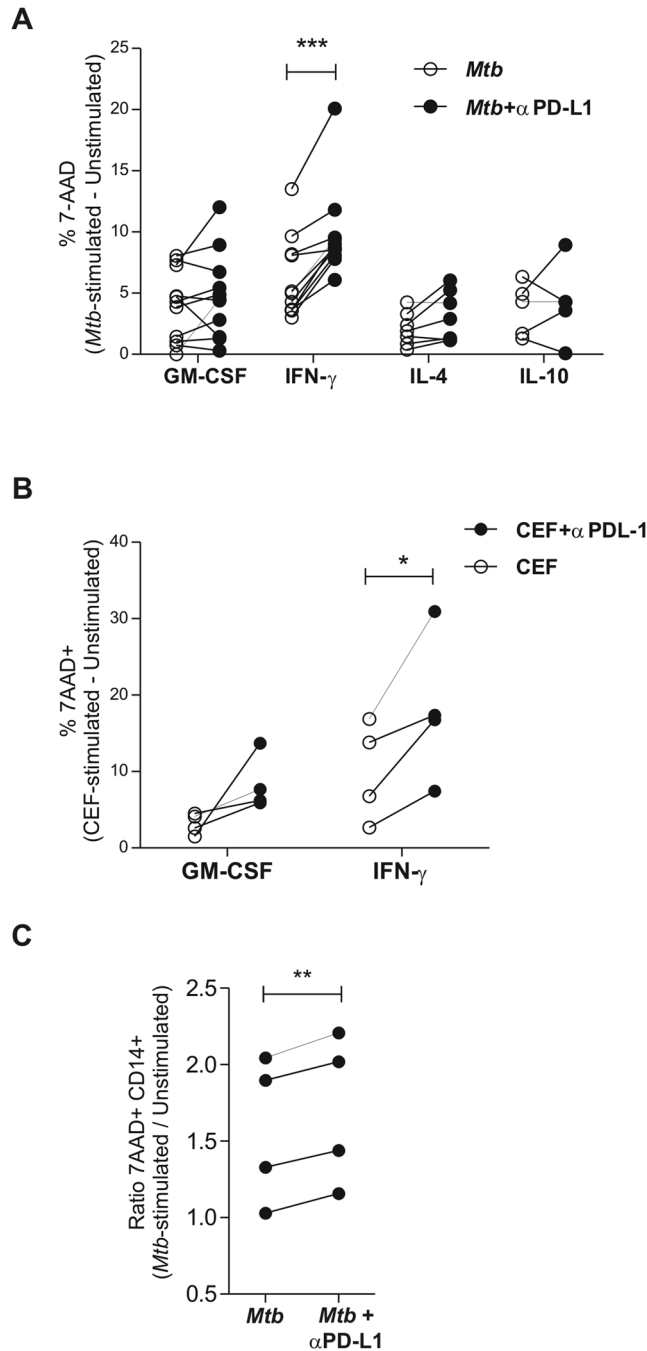 A
% 7-AAD
(Mtb-stimulated - Unstimulated)
25
20
15
10
5
0
***
Mtb
Mtb+α PD-L1
GM-CSF IFN-γ IL-4 IL-10
B
% 7AAD+
(CEF-stimulated - Unstimulated)
40
30
20
10
0
*
CEF+α PDL-1
CEF
GM-CSF IFN-γ
C
Ratio 7AAD+ CD14+
(Mtb-stimulated / Unstimulated)
2.5
2.0
1.5
1.0
0.5
**
Mtb Mtb +
αPD-L1